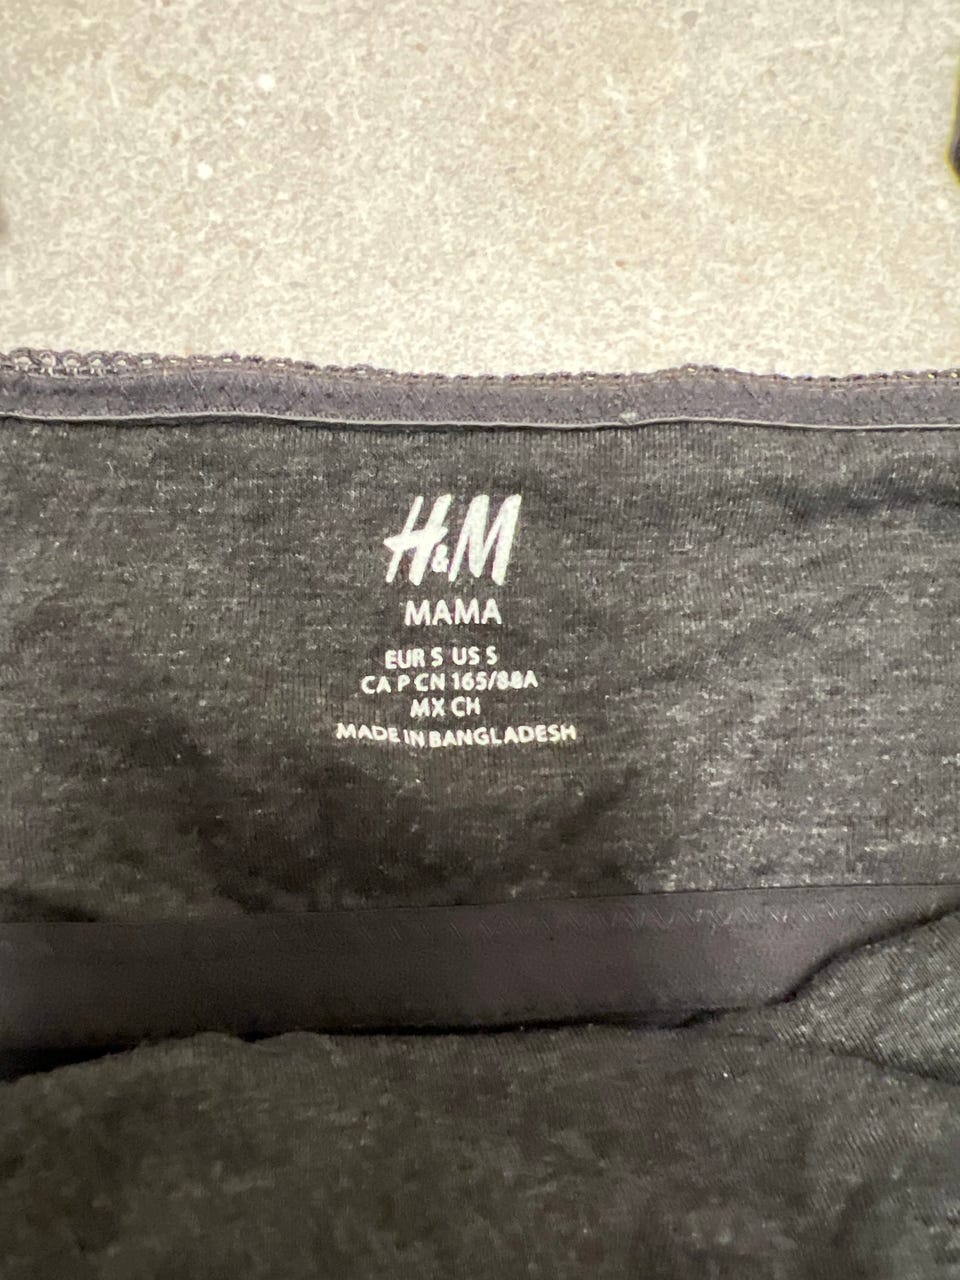 H&M
MAMA
EUR S US S
CA P CN 165/88A
MX CH
MADE IN BANGLADESH